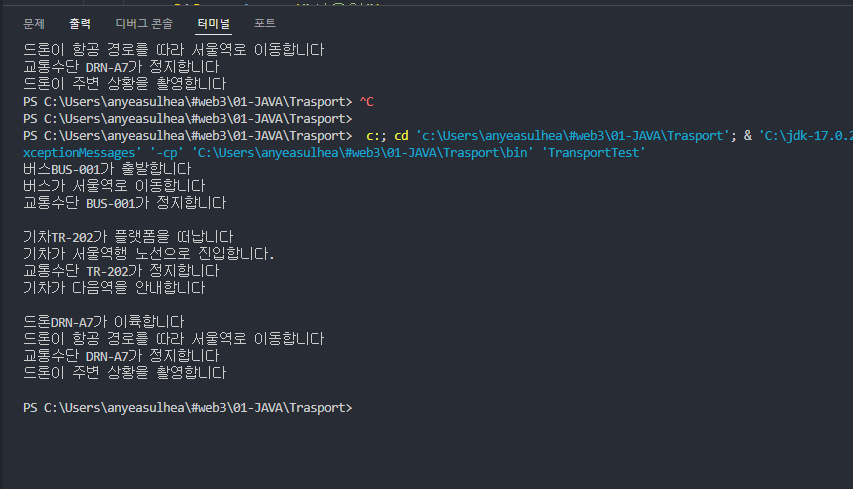 문제 출력 디버그 콘솔 터미널 포트
드론이 항공 경로를 따라 서울역로 이동합니다
교통수단 DRN-A7가 정지합니다
드론이 주변 상황을 촬영합니다
PS C:\Users\anyeasulhea\#web3\01-JAVA\Trasport> ^C
PS C:\Users\anyeasulhea\#web3\01-JAVA\Trasport>
PS C:\Users\anyeasulhea\#web3\01-JAVA\Trasport>  c:; cd 'c:\Users\anyeasulhea\#web3\01-JAVA\Trasport'; & 'C:\jdk-17.0.2
xceptionMessages' '-cp' 'C:\Users\anyeasulhea\#web3\01-JAVA\Trasport\bin' 'TransportTest'
버스BUS-001가 출발합니다
버스가 서울역로 이동합니다
교통수단 BUS-001가 정지합니다
기차TR-202가 플랫폼을 떠납니다
기차가 서울역행 노선으로 진입합니다.
교통수단 TR-202가 정지합니다
기차가 다음역을 안내합니다
드론DRN-A7가 이륙합니다
드론이 항공 경로를 따라 서울역로 이동합니다
교통수단 DRN-A7가 정지합니다
드론이 주변 상황을 촬영합니다
PS C:\Users\anyeasulhea\#web3\01-JAVA\Trasport>